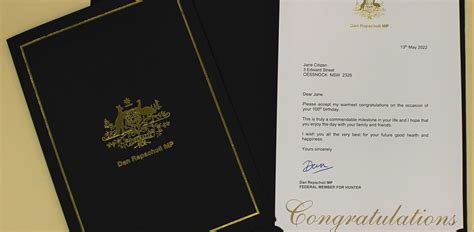 Dan Repacholi MP
Dan Repacholi MP
13th May 2022
Jane Citizen
3 Edward Street
CESSNOCK NSW 2325
Dear Jane
Please accept my warmest congratulations on the occasion of
your 100th birthday.
This is truly a commendable milestone in your life and I hope that
you enjoy the day with your family and friends.
I wish you all the very best for your future good health and
happiness.
Yours sincerely
Dan
Dan Repacholi MP
FEDERAL MEMBER FOR HUNTER
Congratulations